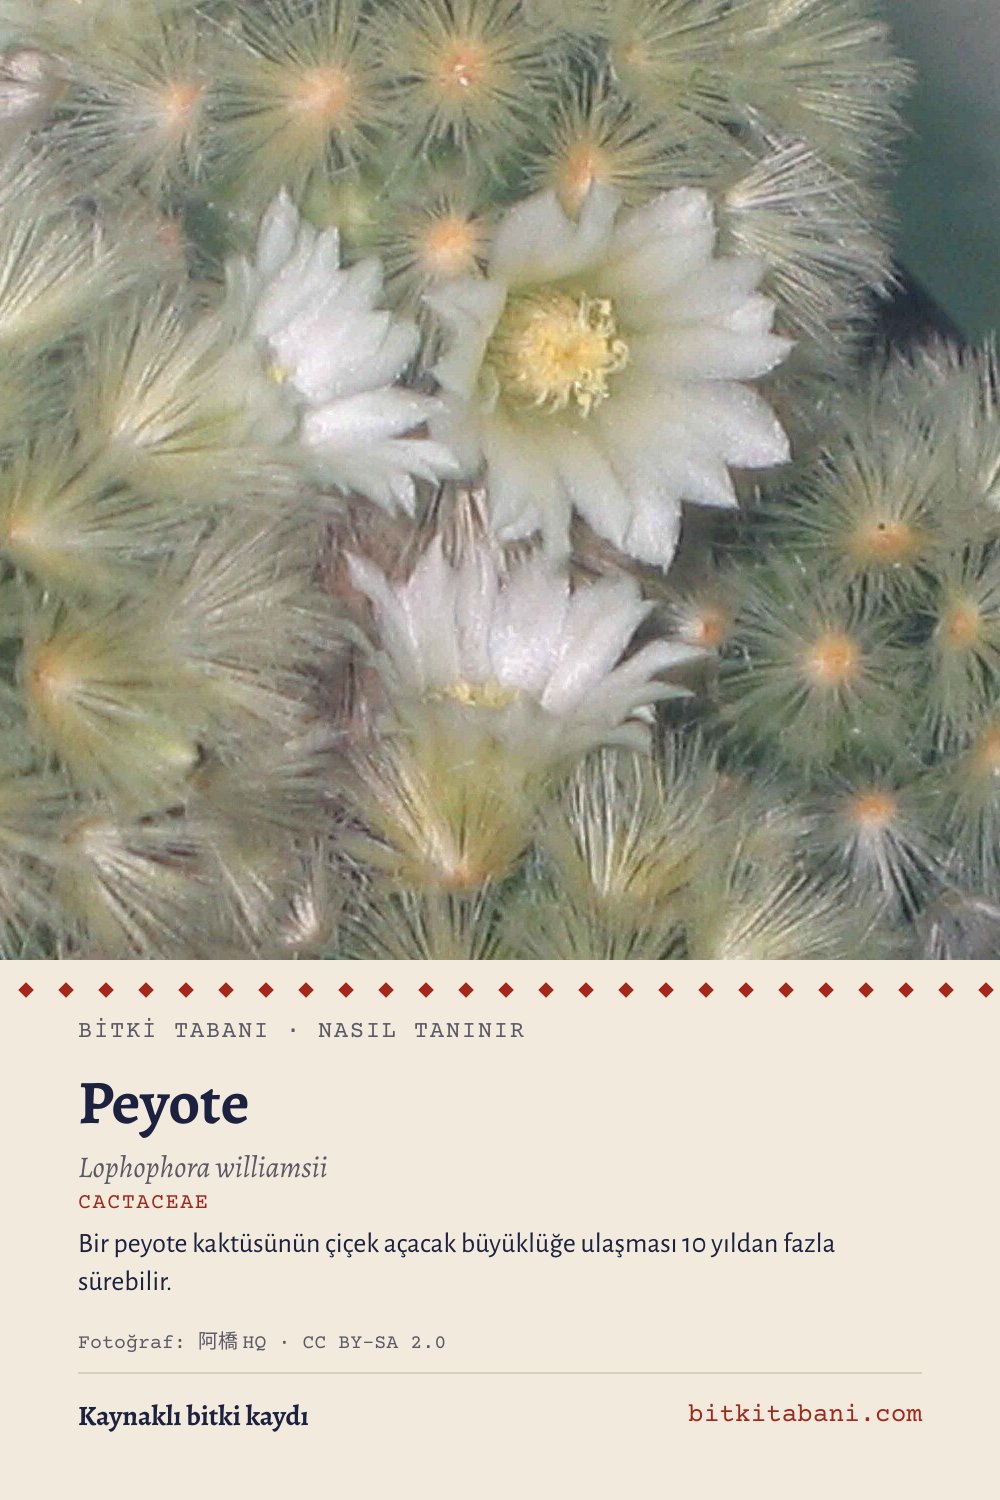 BİTKİ TABANI · NASIL TANINIR
Peyote
Lophophora williamsii
CACTACEAE
Bir peyote kaktüsünün çiçek açacak büyüklüğe ulaşması 10 yıldan fazla
sürebilir.
Fotoğraf: 阿橋 HQ · CC BY-SA 2.0
Kaynaklı bitki kaydı
bitkitabani.com